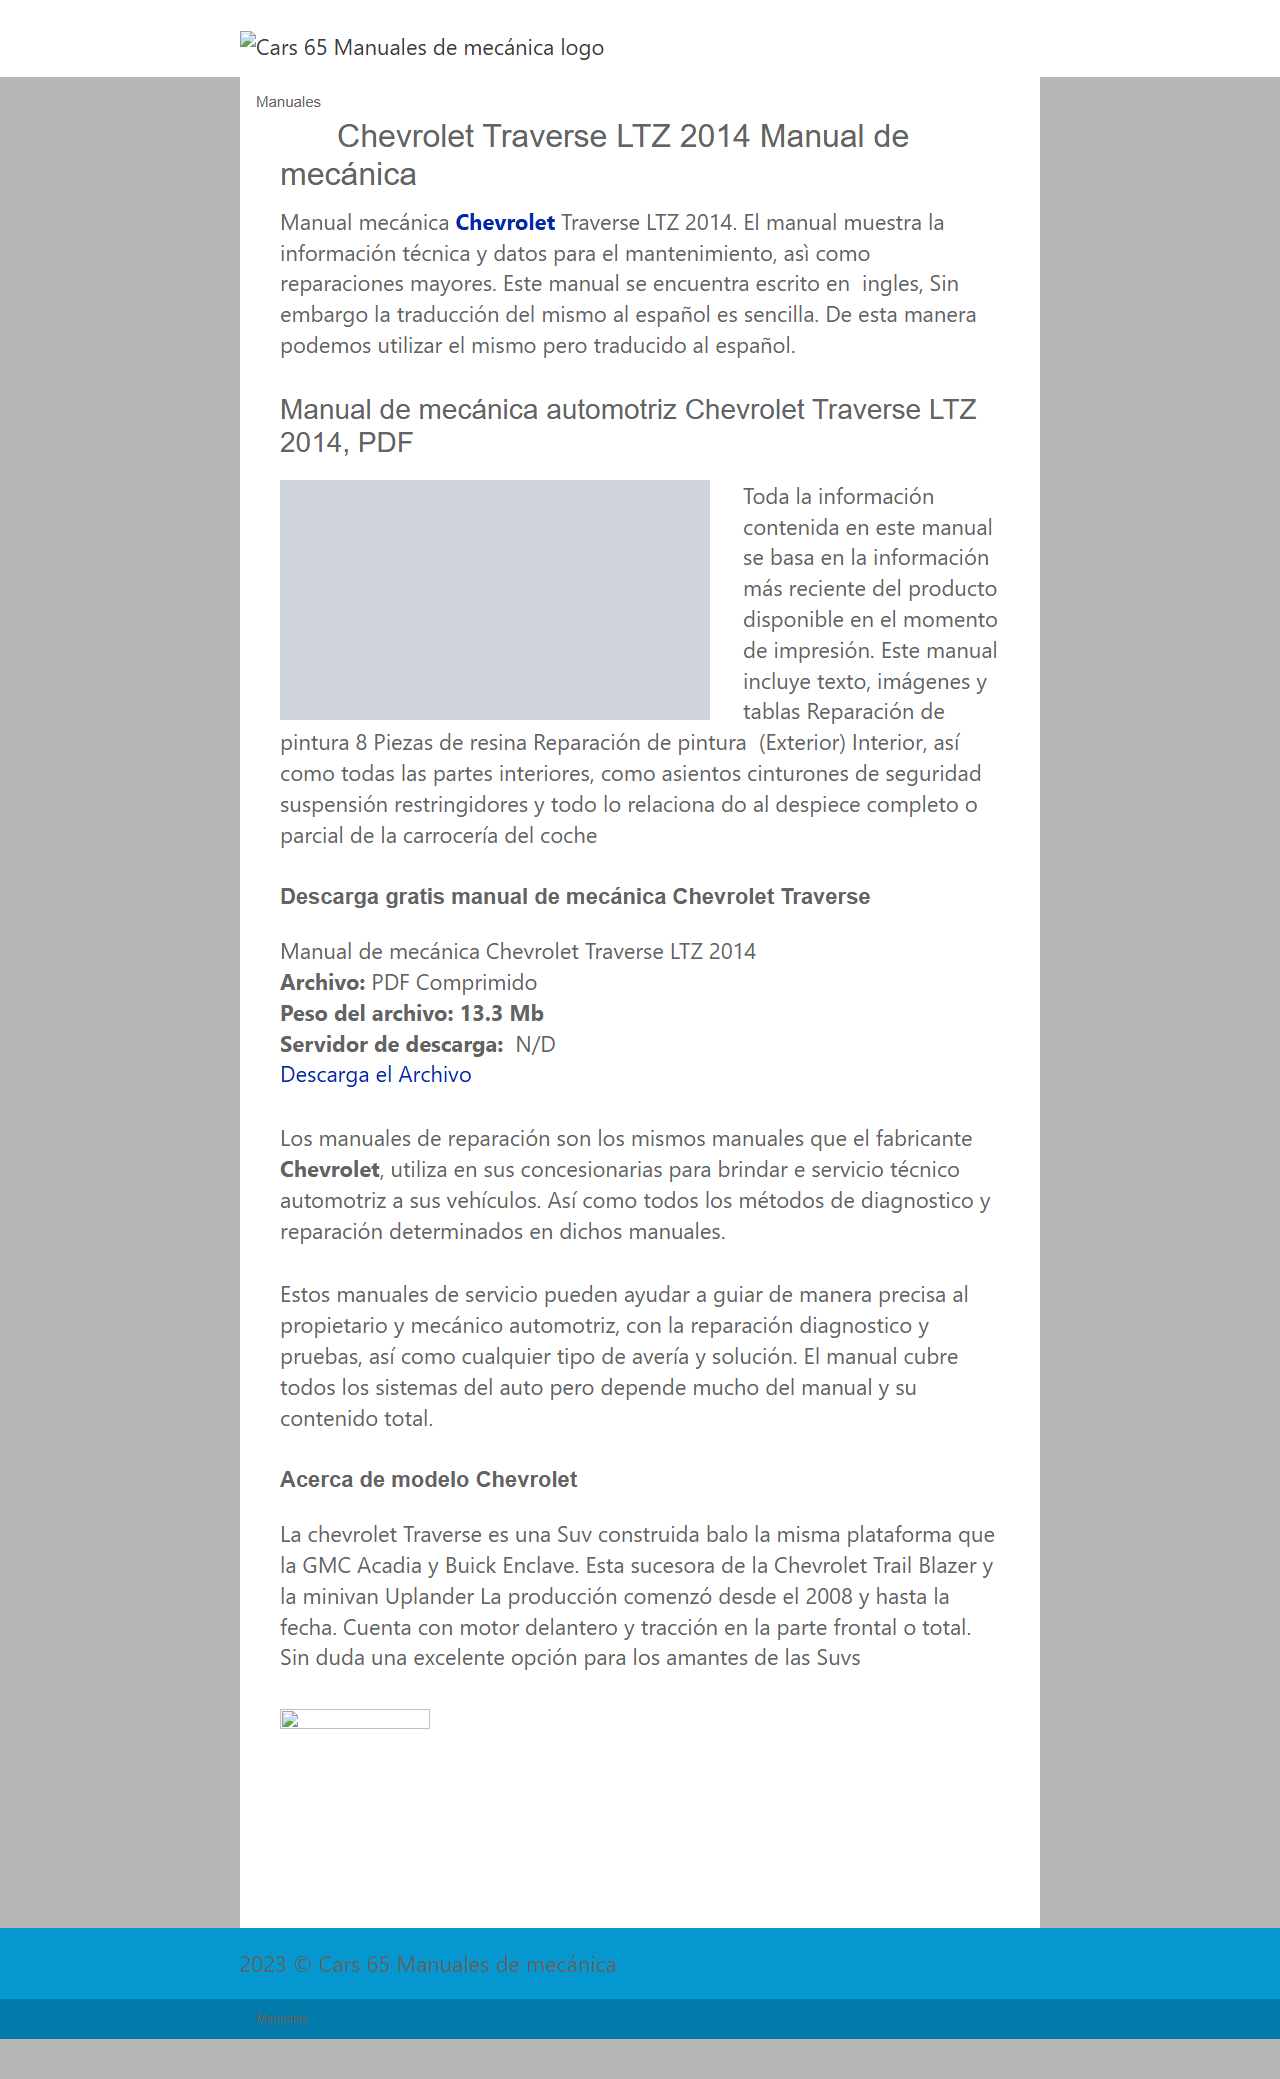 Cars 65 Manuales de mecánica logo
Manuales
Chevrolet Traverse LTZ 2014 Manual de
mecánica
Manual mecánica Chevrolet Traverse LTZ 2014. El manual muestra la
información técnica y datos para el mantenimiento, asì como
reparaciones mayores. Este manual se encuentra escrito en  ingles, Sin
embargo la traducción del mismo al español es sencilla. De esta manera
podemos utilizar el mismo pero traducido al español.
Manual de mecánica automotriz Chevrolet Traverse LTZ
2014, PDF
Toda la información
contenida en este manual
se basa en la información
más reciente del producto
disponible en el momento
de impresión. Este manual
incluye texto, imágenes y
tablas Reparación de
pintura 8 Piezas de resina Reparación de pintura  (Exterior) Interior, así
como todas las partes interiores, como asientos cinturones de seguridad
suspensión restringidores y todo lo relaciona do al despiece completo o
parcial de la carrocería del coche
Descarga gratis manual de mecánica Chevrolet Traverse
Manual de mecánica Chevrolet Traverse LTZ 2014
Archivo: PDF Comprimido
Peso del archivo: 13.3 Mb
Servidor de descarga:  N/D
Descarga el Archivo
Los manuales de reparación son los mismos manuales que el fabricante
Chevrolet, utiliza en sus concesionarias para brindar e servicio técnico
automotriz a sus vehículos. Así como todos los métodos de diagnostico y
reparación determinados en dichos manuales.
Estos manuales de servicio pueden ayudar a guiar de manera precisa al
propietario y mecánico automotriz, con la reparación diagnostico y
pruebas, así como cualquier tipo de avería y solución. El manual cubre
todos los sistemas del auto pero depende mucho del manual y su
contenido total.
Acerca de modelo Chevrolet
La chevrolet Traverse es una Suv construida balo la misma plataforma que
la GMC Acadia y Buick Enclave. Esta sucesora de la Chevrolet Trail Blazer y
la minivan Uplander La producción comenzó desde el 2008 y hasta la
fecha. Cuenta con motor delantero y tracción en la parte frontal o total.
Sin duda una excelente opción para los amantes de las Suvs
2023 © Cars 65 Manuales de mecánica
Manuales